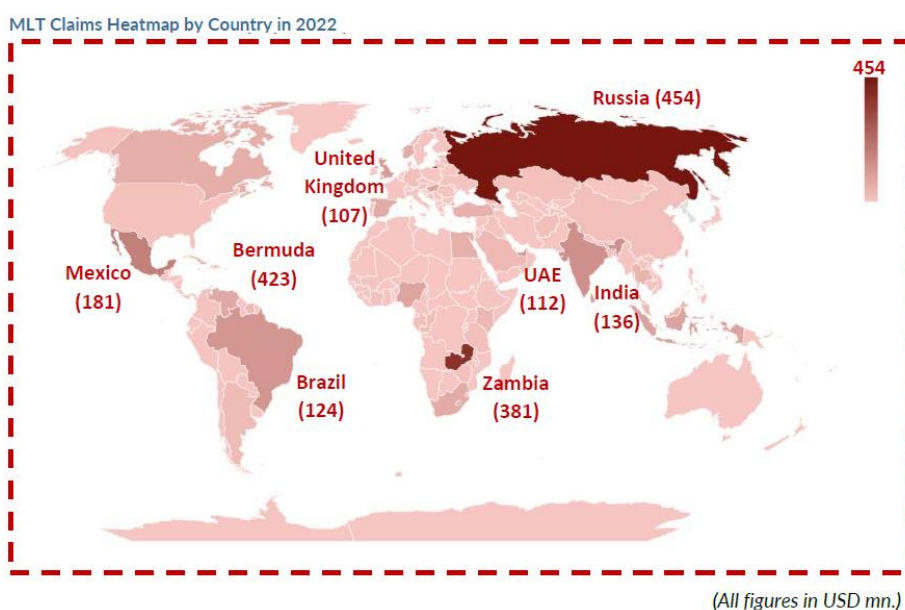 MLT Claims Heatmap by Country in 2022
454
Russia (454)
United
Kingdom
(107)
Bermuda
(423)
Mexico
(181)
UAE
(112)
India
(136)
Brazil
(124)
Zambia
(381)
(All figures in USD mn.)